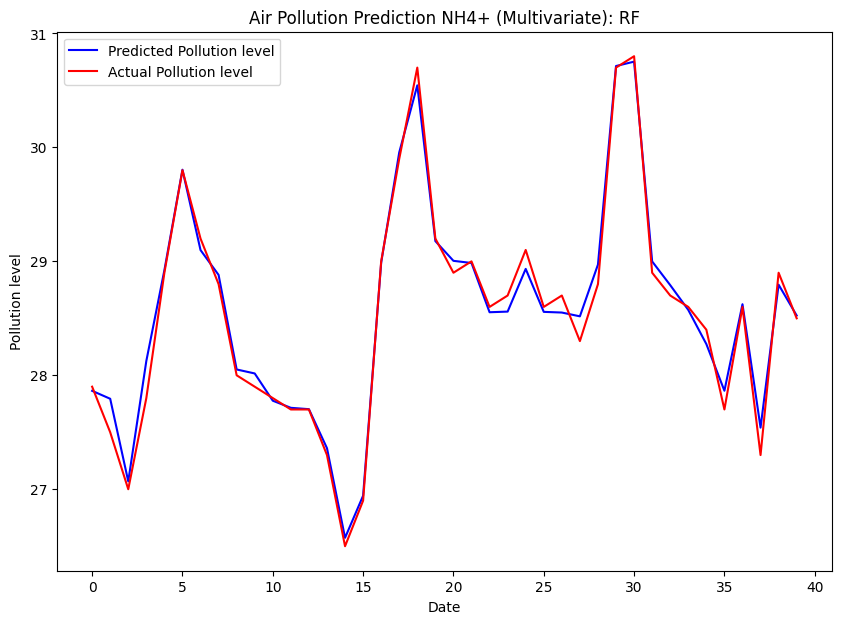 Air Pollution Prediction NH4+ (Multivariate): RF
Predicted Pollution level
Actual Pollution level
Pollution level
31
30
29
28
27
0 5 10 15 20 25 30 35 40
Date